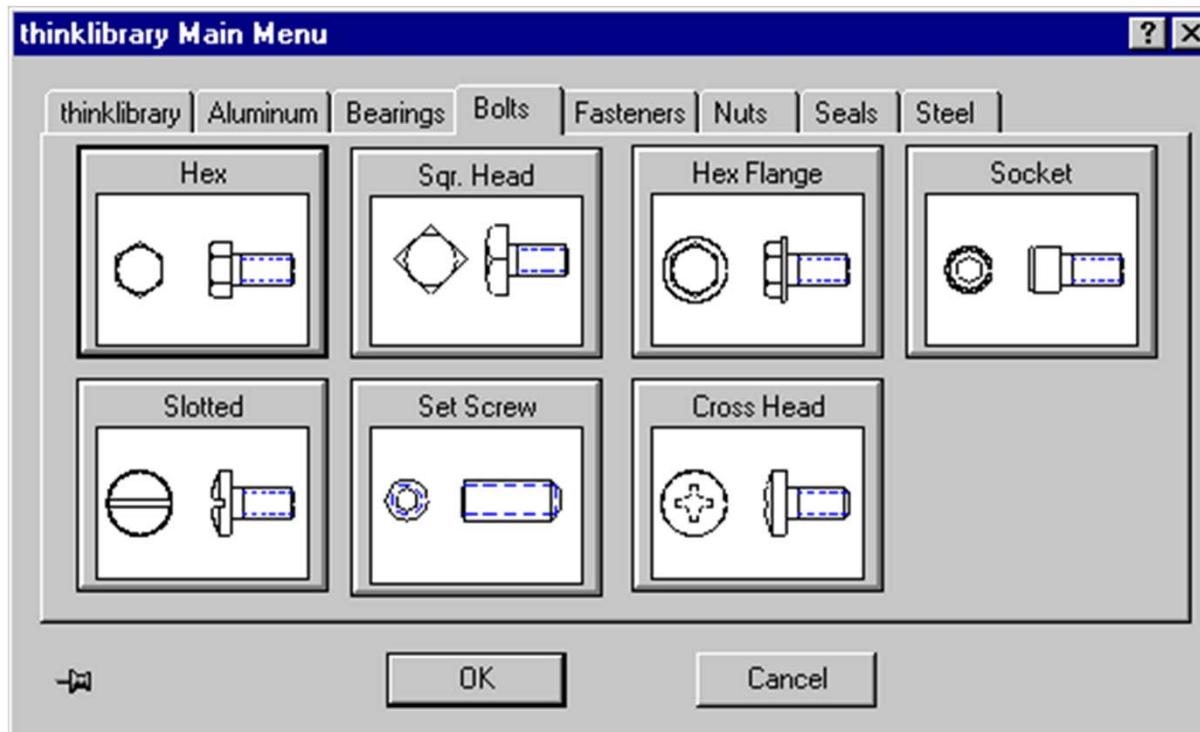 thinklibrary Main Menu
thinklibrary Aluminum Bearings Bolts Fasteners Nuts Seals Steel
Hex Sqr. Head Hex Flange Socket
Slotted Set Screw Cross Head
OK Cancel